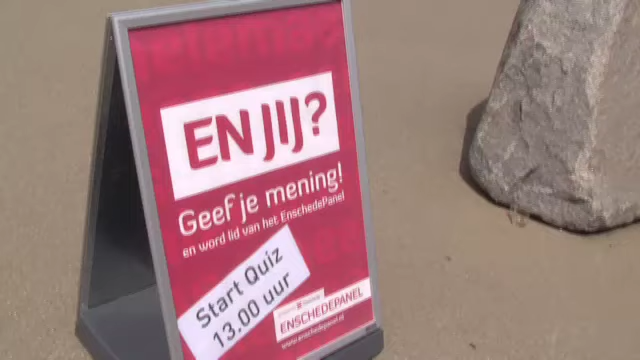 EN JIJ?
Geef je mening!
en word lid van het EnschedePanel
Start Quiz
13.00 uur
ENSCHEDEPANEL
www.enschedepanel.nl